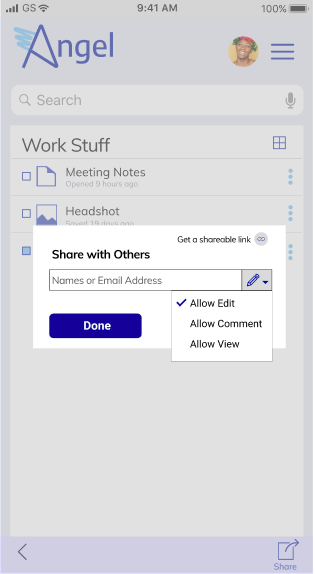 GS 9:41 AM 100%
Angel
Search
Work Stuff
Meeting Notes
Opened 9 hours ago
Headshot
Saved 19 days ago
Get a shareable link
Share with Others
Names or Email Address
Allow Edit
Allow Comment
Allow View
Done
Share